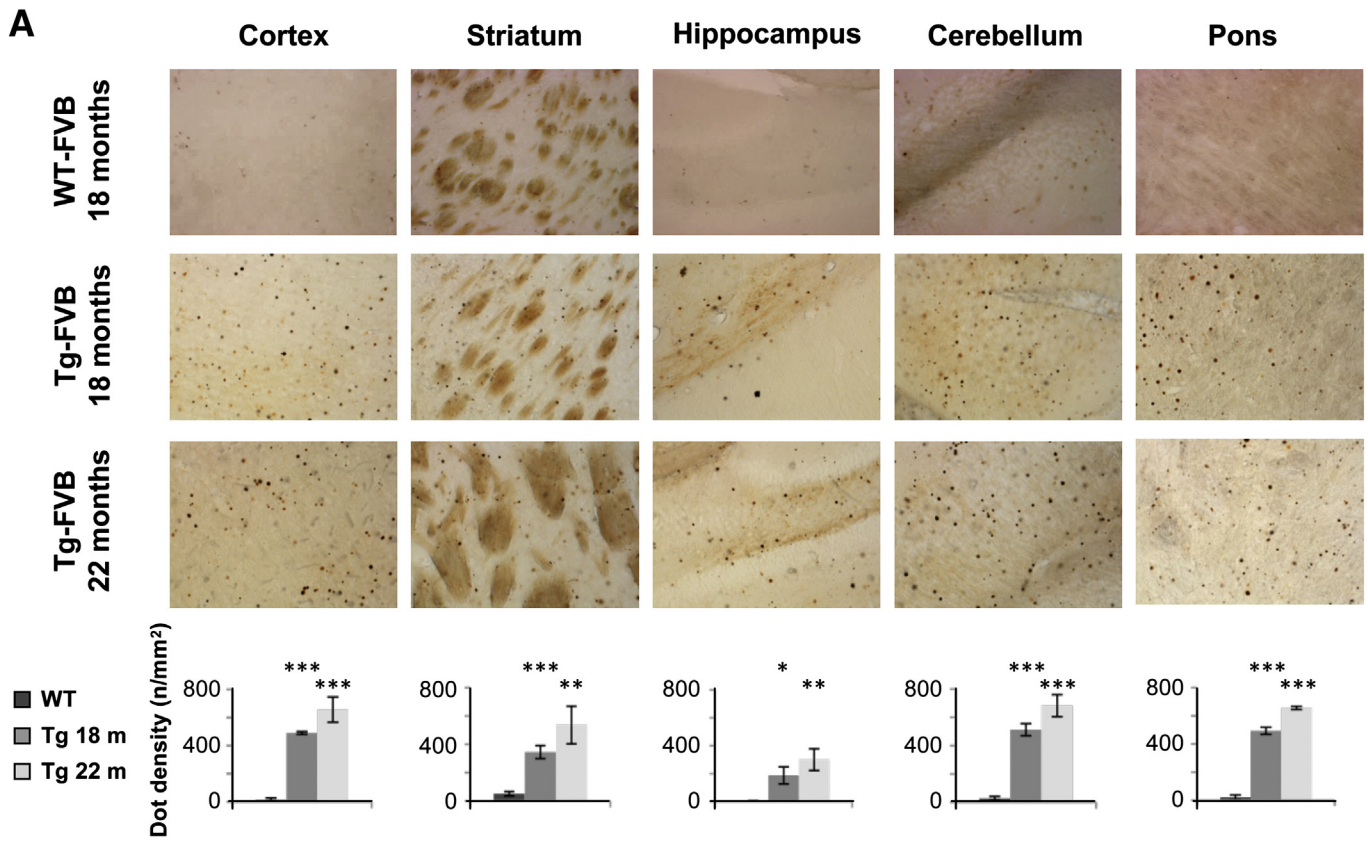 A
Cortex
Striatum
Hippocampus
Cerebellum
Pons
WT-FVB
18 months
Tg-FVB
18 months
Tg-FVB
22 months
WT
Tg 18 m
Tg 22 m
Dot density (n/mm²)
***
***
800
400
0
***
**
800
400
0
*
**
800
400
0
***
***
800
400
0
***
***
800
400
0